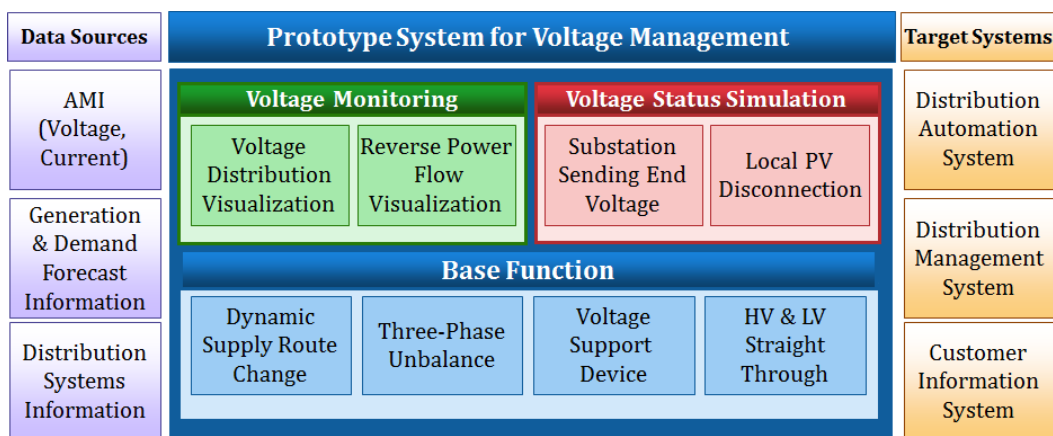 Data Sources
Prototype System for Voltage Management
Target Systems
AMI
(Voltage,
Current)
Generation
& Demand
Forecast
Information
Distribution
Systems
Information
Voltage Monitoring
Voltage
Distribution
Visualization
Reverse Power
Flow
Visualization
Voltage Status Simulation
Substation
Sending End
Voltage
Local PV
Disconnection
Base Function
Dynamic
Supply Route
Change
Three-Phase
Unbalance
Voltage
Support
Device
HV & LV
Straight
Through
Distribution
Automation
System
Distribution
Management
System
Customer
Information
System